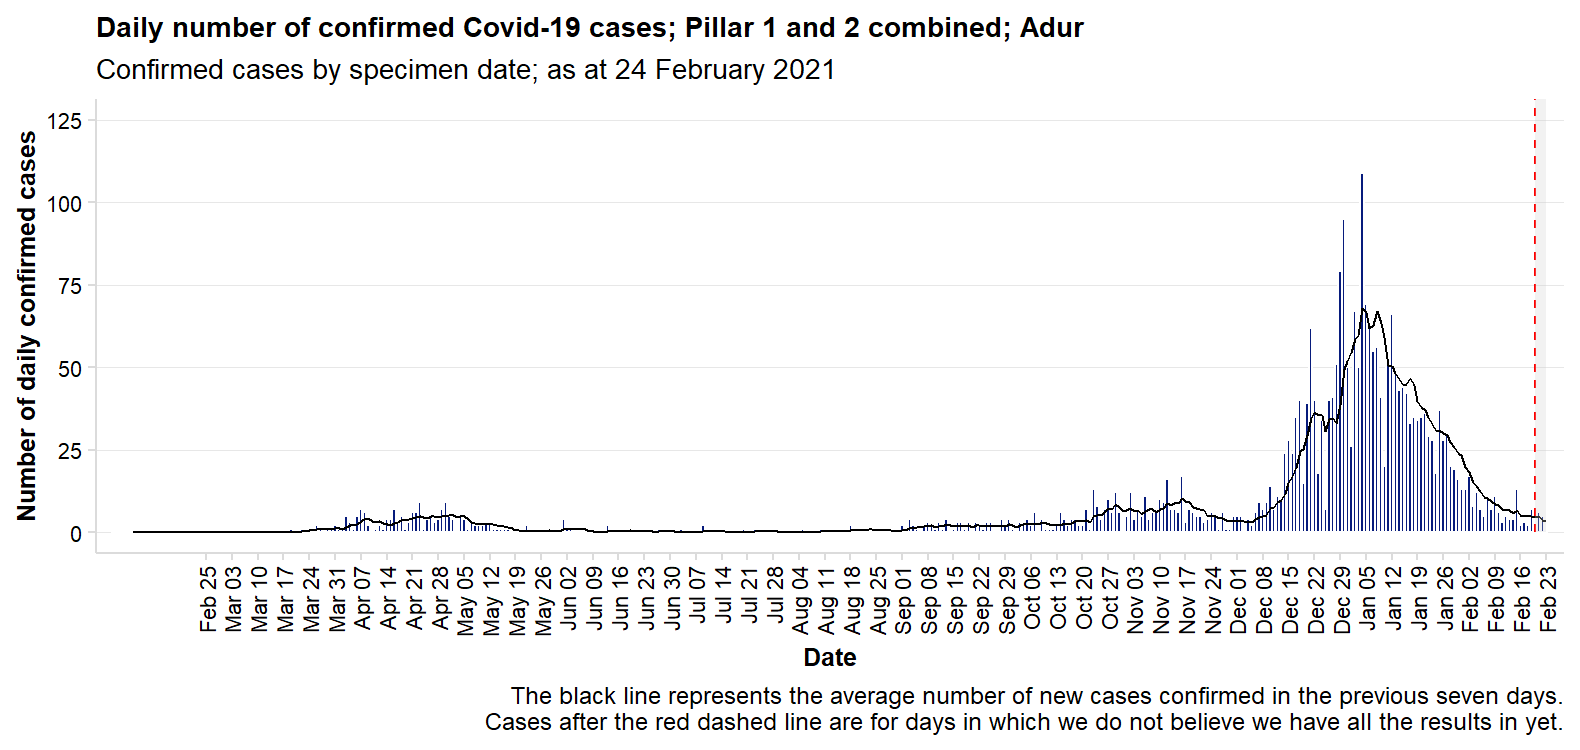 Daily number of confirmed Covid-19 cases; Pillar 1 and 2 combined; Adur
Confirmed cases by specimen date; as at 24 February 2021
Number of daily confirmed cases
125
100
75
50
25
0
Feb 25
Mar 03
Mar 10
Mar 17
Mar 24
Mar 31
Apr 07
Apr 14
Apr 21
Apr 28
May 05
May 12
May 19
May 26
Jun 02
Jun 09
Jun 16
Jun 23
Jun 30
Jul 07
Jul 14
Jul 21
Jul 28
Aug 04
Aug 11
Aug 18
Aug 25
Sep 01
Sep 08
Sep 15
Sep 22
Sep 29
Oct 06
Oct 13
Oct 20
Oct 27
Nov 03
Nov 10
Nov 17
Nov 24
Dec 01
Dec 08
Dec 15
Dec 22
Dec 29
Jan 05
Jan 12
Jan 19
Jan 26
Feb 02
Feb 09
Feb 16
Feb 23
Date
The black line represents the average number of new cases confirmed in the previous seven days.
Cases after the red dashed line are for days in which we do not believe we have all the results in yet.